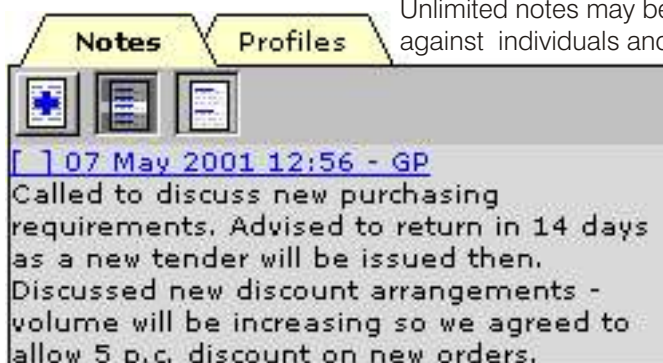 Unlimited notes may be
against individuals and
Notes Profiles
[ ] 07 May 2001 12:56 - GP
Called to discuss new purchasing
requirements. Advised to return in 14 days
as a new tender will be issued then.
Discussed new discount arrangements -
volume will be increasing so we agreed to
allow 5 p.c. discount on new orders.